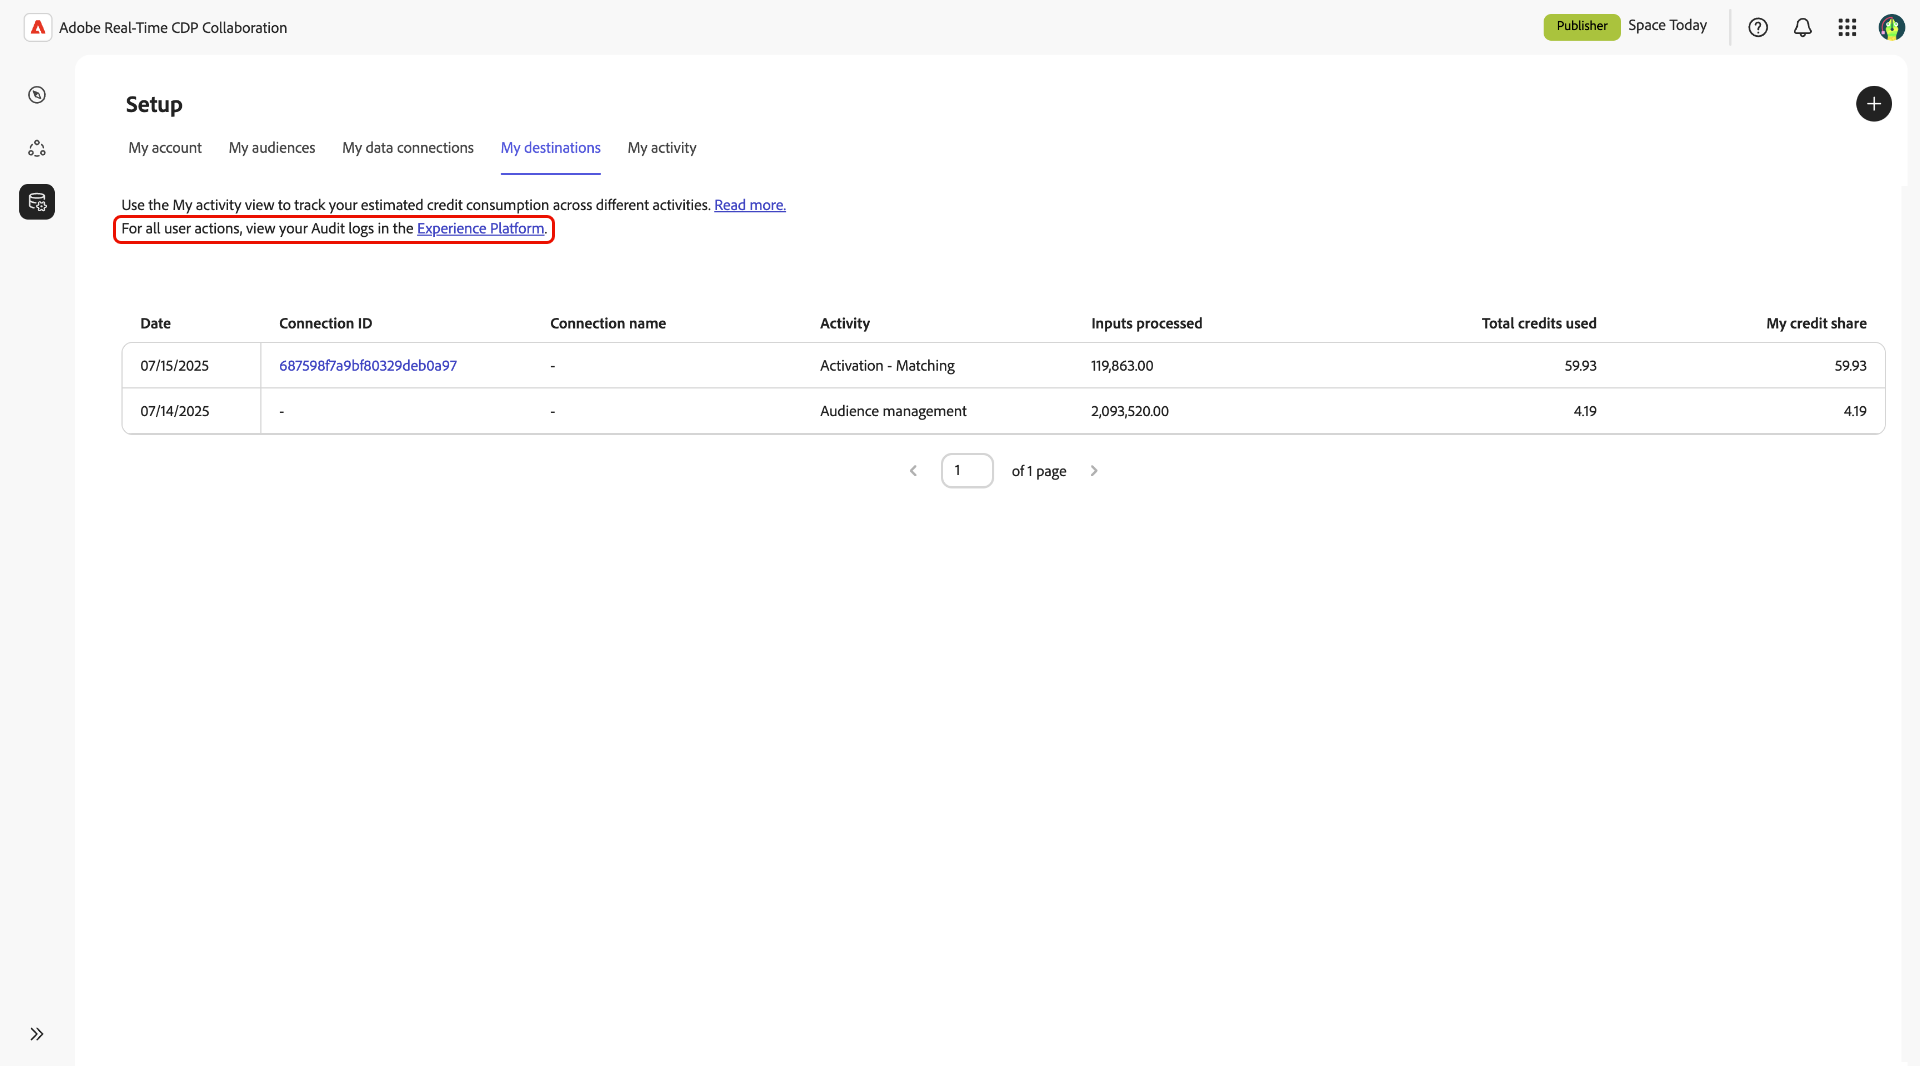 Adobe Real-Time CDP Collaboration
Publisher
Space Today
Setup
My account
My audiences
My data connections
My destinations
My activity
Use the My activity view to track your estimated credit consumption across different activities. Read more.
For all user actions, view your Audit logs in the Experience Platform.
Date
Connection ID
Connection name
Activity
Inputs processed
Total credits used
My credit share
07/15/2025
687598f7a9bf80329deb0a97
-
Activation - Matching
119,863.00
59.93
59.93
07/14/2025
-
-
Audience management
2,093,520.00
4.19
4.19
1
of 1 page